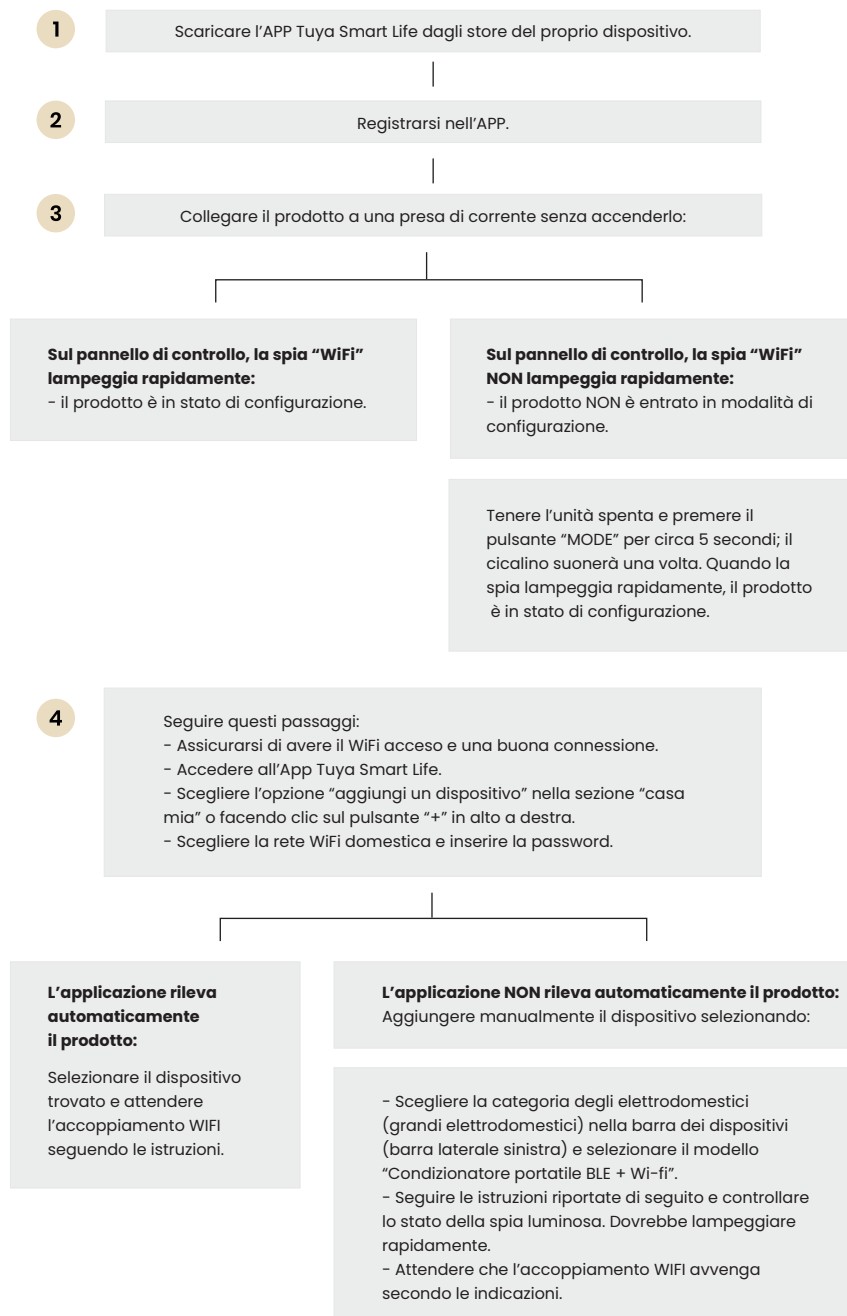 1
Scaricare l’APP Tuya Smart Life dagli store del proprio dispositivo.
2
Registrarsi nell’APP.
3
Collegare il prodotto a una presa di corrente senza accenderlo:
Sul pannello di controllo, la spia “WiFi”
lampeggia rapidamente:
- il prodotto è in stato di configurazione.
Sul pannello di controllo, la spia “WiFi”
NON lampeggia rapidamente:
- il prodotto NON è entrato in modalità di
configurazione.
Tenere l’unità spenta e premere il
pulsante “MODE” per circa 5 secondi; il
cicalino suonerà una volta. Quando la
spia lampeggia rapidamente, il prodotto
è in stato di configurazione.
4
Seguire questi passaggi:
- Assicurarsi di avere il WiFi acceso e una buona connessione.
- Accedere all’App Tuya Smart Life.
- Scegliere l’opzione “aggiungi un dispositivo” nella sezione “casa
mia” o facendo clic sul pulsante “+” in alto a destra.
- Scegliere la rete WiFi domestica e inserire la password.
L’applicazione rileva
automaticamente
il prodotto:
Selezionare il dispositivo
trovato e attendere
l’accoppiamento WIFI
seguendo le istruzioni.
L’applicazione NON rileva automaticamente il prodotto:
Aggiungere manualmente il dispositivo selezionando:
- Scegliere la categoria degli elettrodomestici
(grandi elettrodomestici) nella barra dei dispositivi
(barra laterale sinistra) e selezionare il modello
“Condizionatore portatile BLE + Wi-fi”.
- Seguire le istruzioni riportate di seguito e controllare
lo stato della spia luminosa. Dovrebbe lampeggiare
rapidamente.
- Attendere che l’accoppiamento WIFI avvenga
secondo le indicazioni.